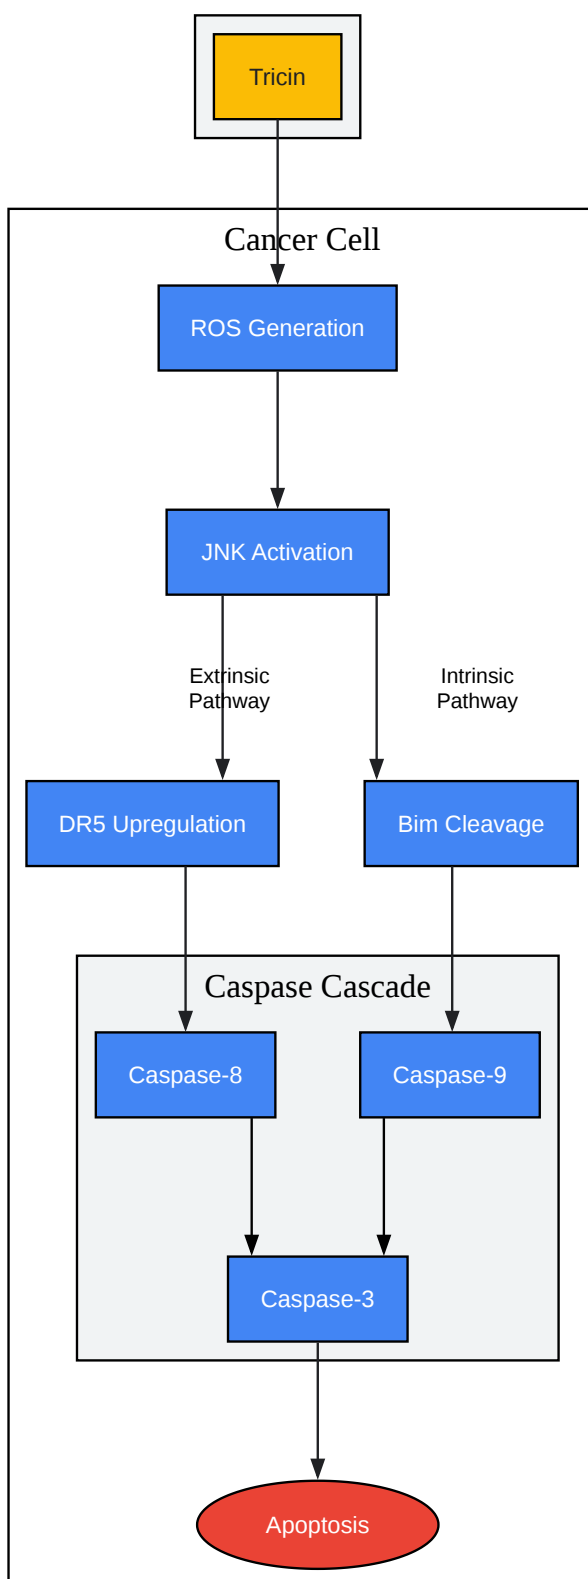 Tricin
Cancer Cell
ROS Generation
JNK Activation
Extrinsic
Pathway
Intrinsic
Pathway
DR5 Upregulation
Bim Cleavage
Caspase Cascade
Caspase-8
Caspase-9
Caspase-3
Apoptosis